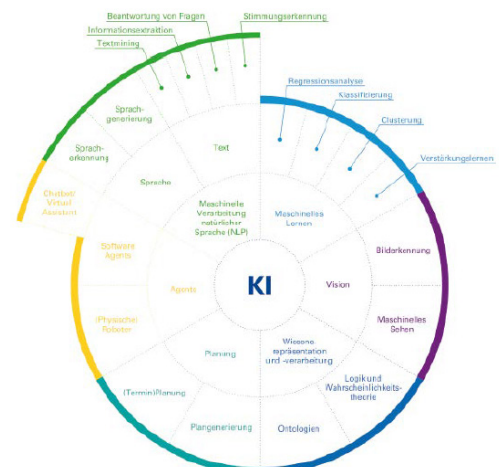 Beantwortung von Fragen
Stimmungserkennung
Informationsextraktion
Textmining
Regressionsanalyse
Klassifizierung
Clusterung
Verstärkungslernen
Sprach-
generierung
Text
Sprach-
erkennung
Sprache
Chatbot/
Virtual
Assistant
Maschinelle
Verarbeitung
natürlicher
Sprache (NLP)
Maschinelles
Lernen
Software
Agents
Bilderkennung
Agents
KI
Vision
(Physische)
Roboter
Maschinelles
Sehen
Planung
Wissens-
repräsentation
und -verarbeitung
(Termin)Planung
Logik und
Wahrscheinlichkeits-
theorie
Plangenerierung
Ontologien